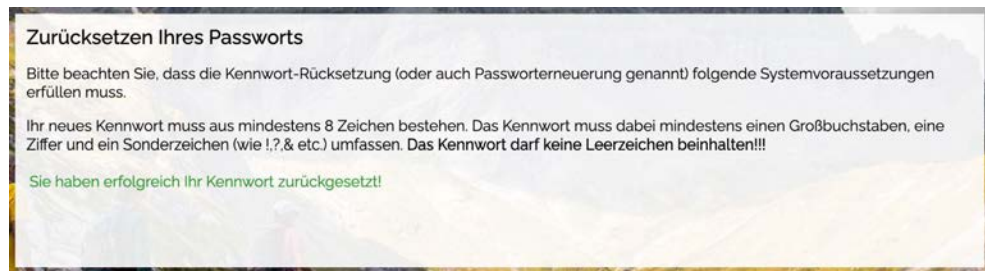 Zurücksetzen Ihres Passworts
Bitte beachten Sie, dass die Kennwort-Rücksetzung (oder auch Passworterneuerung genannt) folgende Systemvoraussetzungen
erfüllen muss.
Ihr neues Kennwort muss aus mindestens 8 Zeichen bestehen. Das Kennwort muss dabei mindestens einen Großbuchstaben, eine
Ziffer und ein Sonderzeichen (wie !,?,& etc.) umfassen. Das Kennwort darf keine Leerzeichen beinhalten!!!
Sie haben erfolgreich Ihr Kennwort zurückgesetzt!